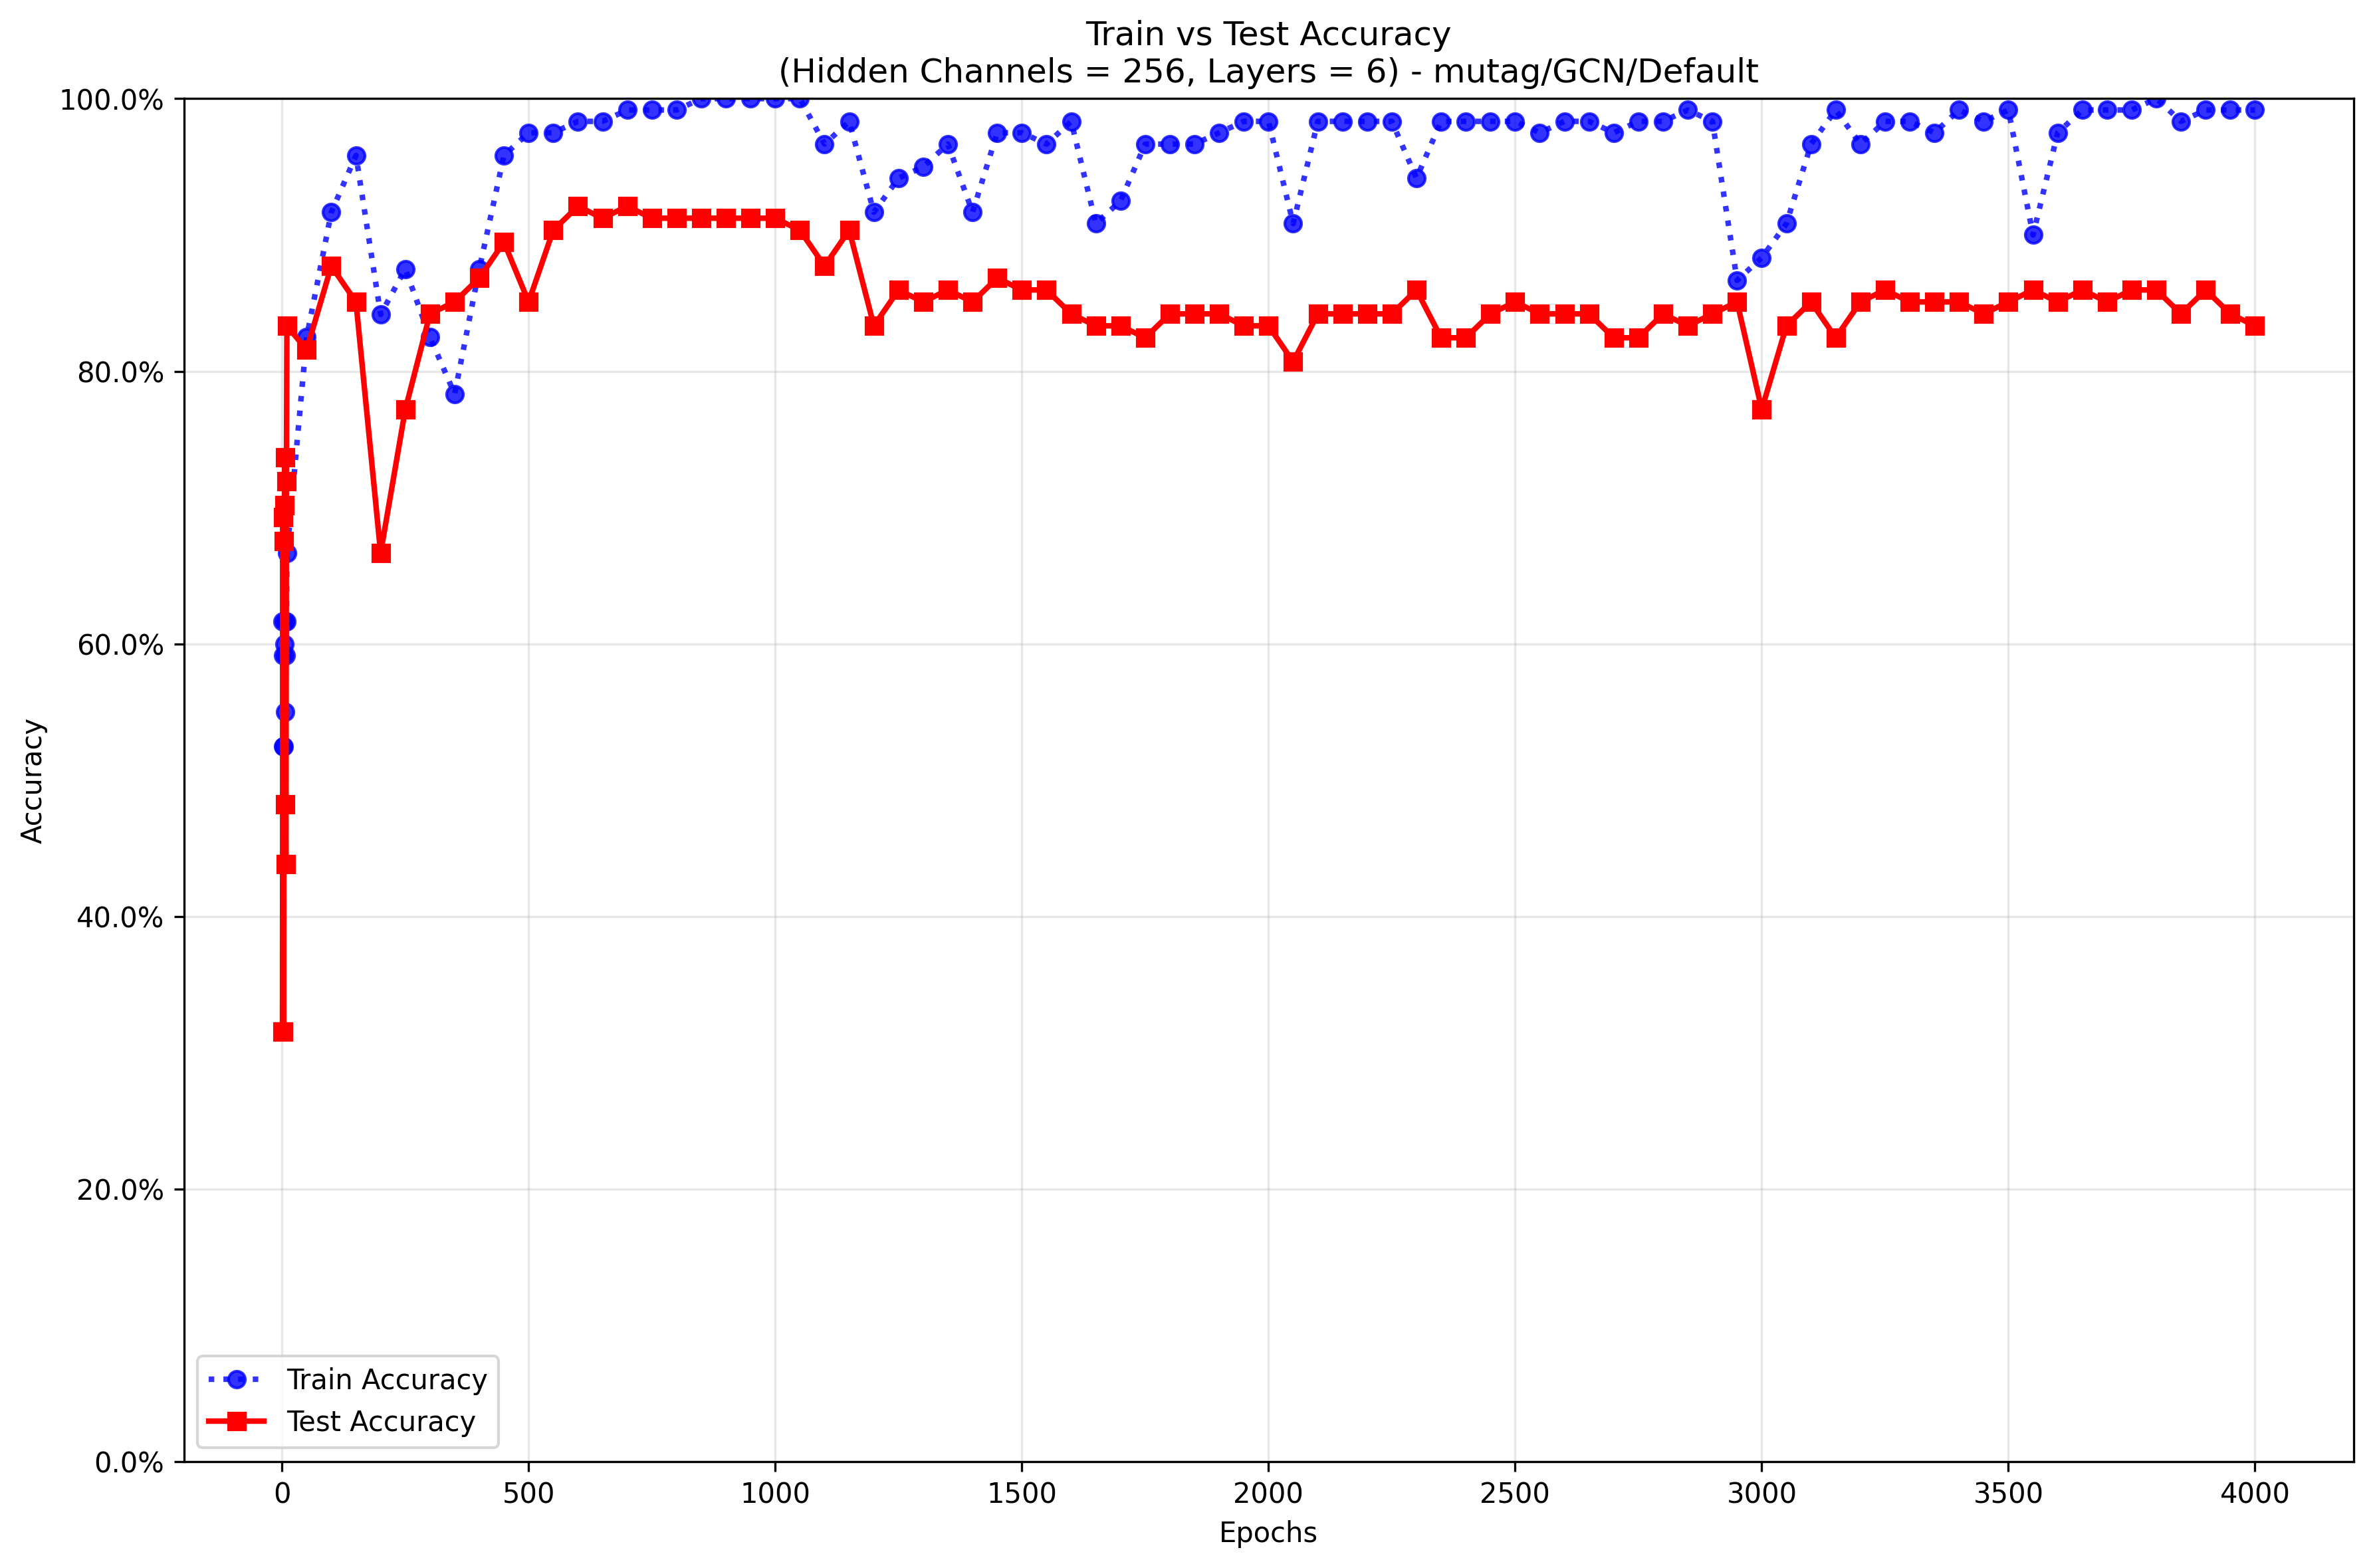 Train vs Test Accuracy
(Hidden Channels = 256, Layers = 6) - mutag/GCN/Default
100.0%
80.0%
60.0%
40.0%
20.0%
0.0%
Accuracy
Train Accuracy
Test Accuracy
0 500 1000 1500 2000 2500 3000 3500 4000
Epochs